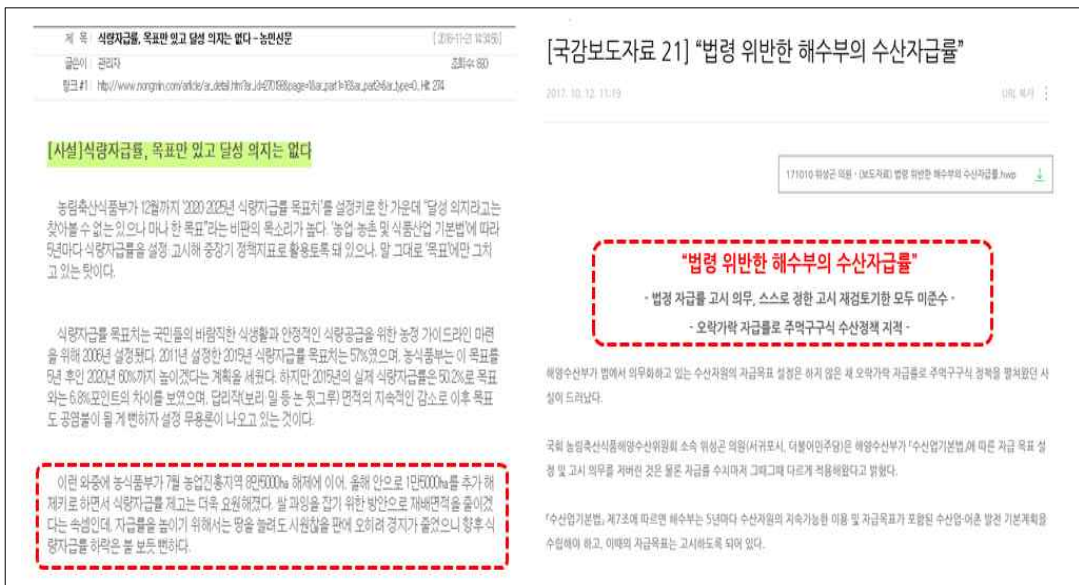 제 목 식량자급률, 목표만 있고 달성 의지는 없다 - 농민신문 [2016-11-21 14:34:50]
글쓴이 관리자 조회수: 860
링크 #1
[사설]식량자급률, 목표만 있고 달성 의지는 없다
농림축산식품부가 12월까지 '2020·2025년 식량자급률 목표치'를 설정키로 한 가운데 "달성 의지라고는
찾아볼 수 없는 있으나 마나 한 목표"라는 비판의 목소리가 높다. '농업·농촌 및 식품산업 기본법'에 따라
5년마다 식량자급률을 설정·고시해 중장기 정책지표로 활용토록 돼 있으나, 말 그대로 '목표'에만 그치
고 있는 탓이다.
식량자급률 목표치는 국민들의 바람직한 식생활과 안정적인 식량공급을 위한 농정 가이드라인 마련
을 위해 2006년 설정됐다. 2011년 설정한 2015년 식량자급률 목표치는 57%였으며, 농식품부는 이 목표를
5년 후인 2020년 60%까지 높이겠다는 계획을 세웠다. 하지만 2015년의 실제 식량자급률은 50.2%로 목표
와는 6.8%포인트의 차이를 보였으며, 답리작(보리·밀 등 논 뒷그루) 면적의 지속적인 감소로 이후 목표
도 공염불이 될 게 뻔하자 설정 무용론이 나오고 있는 것이다.
이런 와중에 농식품부가 7월 농업진흥지역 8만5000㏊ 해제에 이어, 올해 안으로 1만5000㏊를 추가 해
제키로 하면서 식량자급률 제고는 더욱 요원해졌다. 쌀 과잉을 잡기 위한 방안으로 재배면적을 줄이겠
다는 속셈인데, 자급률을 높이기 위해서는 땅을 늘려도 시원찮을 판에 오히려 경지가 줄었으니 향후 식
량자급률 하락은 불 보듯 뻔하다.
[국감보도자료 21] "법령 위반한 해수부의 수산자급률"
2017. 10. 12. 11:19 URL 복사
171010 위성곤 의원 - (보도자료) 법령 위반한 해수부의 수산자급률.hwp
"법령 위반한 해수부의 수산자급률"
- 법정 자급률 고시 의무, 스스로 정한 고시 재검토기한 모두 미준수 -
- 오락가락 자급률로 주먹구구식 수산정책 지적 -
해양수산부가 법에서 의무화하고 있는 수산자원의 자급목표 설정은 하지 않은 채 오락가락 자급률로 주먹구구식 정책을 펼쳐왔던 사
실이 드러났다.
국회 농림축산식품해양수산위원회 소속 위성곤 의원(서귀포시, 더불어민주당)은 해양수산부가 『수산업기본법』에 따른 자급 목표 설
정 및 고시 의무를 저버린 것은 물론 자급률 수치마저 그때그때 다르게 적용해왔다고 밝혔다.
『수산업기본법』 제7조에 따르면 해수부는 5년마다 수산자원의 지속가능한 이용 및 자급목표가 포함된 수산업·어촌 발전 기본계획을
수립해야 하고, 이때의 자급목표는 고시하도록 되어 있다.